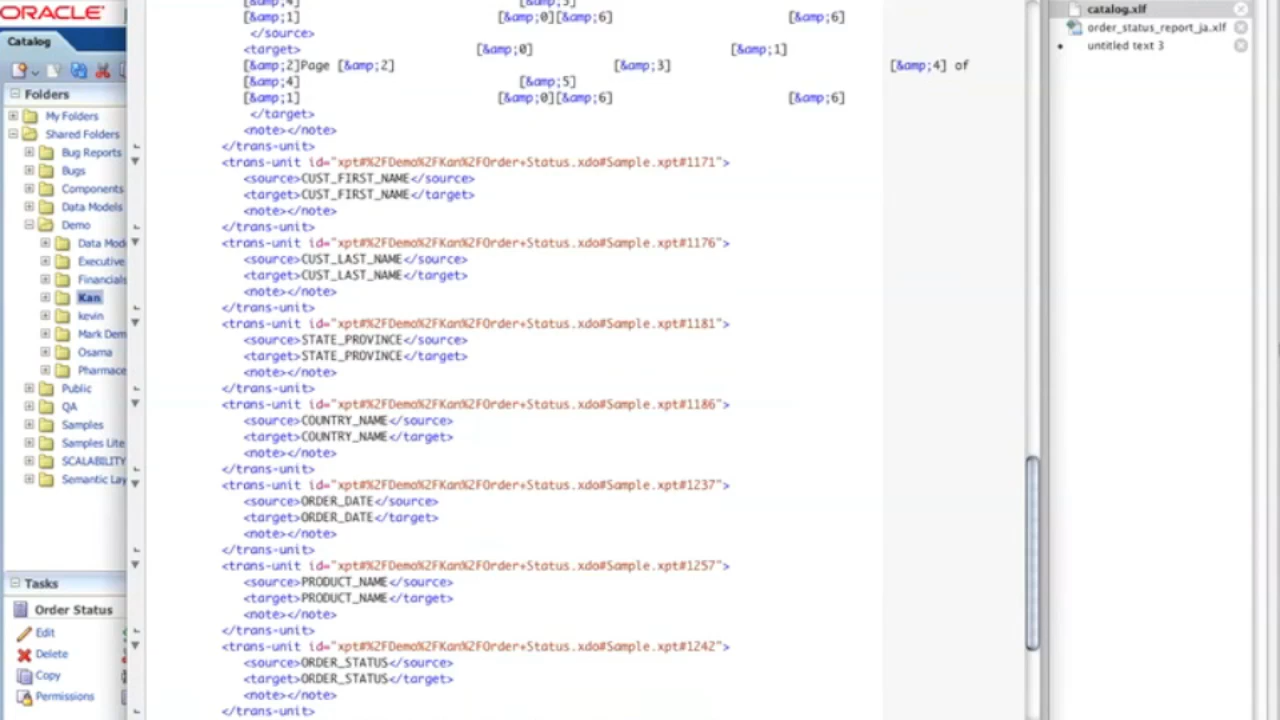 ORACLE
Catalog
Folders
My Folders
Shared Folders
Bug Reports
Bugs
Components
Data Models
Demo
Data Mod
Executive
Financials
Kan
kevin
Mark Dem
Osama
Pharmace
Public
QA
Samples
Samples Lite
SCALABILITY
Semantic Lay
Tasks
Order Status
Edit
Delete
Copy
Permissions
[&amp;1] [&amp;0][&amp;6] [&amp;6]
</source>
<target> [&amp;0] [&amp;1]
[&amp;2]Page [&amp;2] [&amp;3] [&amp;4] of
[&amp;4] [&amp;5]
[&amp;1] [&amp;0][&amp;6] [&amp;6]
</target>
<note></note>
</trans-unit>
<trans-unit id="xpt#%2FDemo%2FKan%2FOrder+Status.xdo#Sample.xpt#1171">
<source>CUST_FIRST_NAME</source>
<target>CUST_FIRST_NAME</target>
<note></note>
</trans-unit>
<trans-unit id="xpt#%2FDemo%2FKan%2FOrder+Status.xdo#Sample.xpt#1176">
<source>CUST_LAST_NAME</source>
<target>CUST_LAST_NAME</target>
<note></note>
</trans-unit>
<trans-unit id="xpt#%2FDemo%2FKan%2FOrder+Status.xdo#Sample.xpt#1181">
<source>STATE_PROVINCE</source>
<target>STATE_PROVINCE</target>
<note></note>
</trans-unit>
<trans-unit id="xpt#%2FDemo%2FKan%2FOrder+Status.xdo#Sample.xpt#1186">
<source>COUNTRY_NAME</source>
<target>COUNTRY_NAME</target>
<note></note>
</trans-unit>
<trans-unit id="xpt#%2FDemo%2FKan%2FOrder+Status.xdo#Sample.xpt#1237">
<source>ORDER_DATE</source>
<target>ORDER_DATE</target>
<note></note>
</trans-unit>
<trans-unit id="xpt#%2FDemo%2FKan%2FOrder+Status.xdo#Sample.xpt#1257">
<source>PRODUCT_NAME</source>
<target>PRODUCT_NAME</target>
<note></note>
</trans-unit>
<trans-unit id="xpt#%2FDemo%2FKan%2FOrder+Status.xdo#Sample.xpt#1242">
<source>ORDER_STATUS</source>
<target>ORDER_STATUS</target>
<note></note>
</trans-unit>
catalog.xlf
order_status_report_ja.xlf
untitled text 3